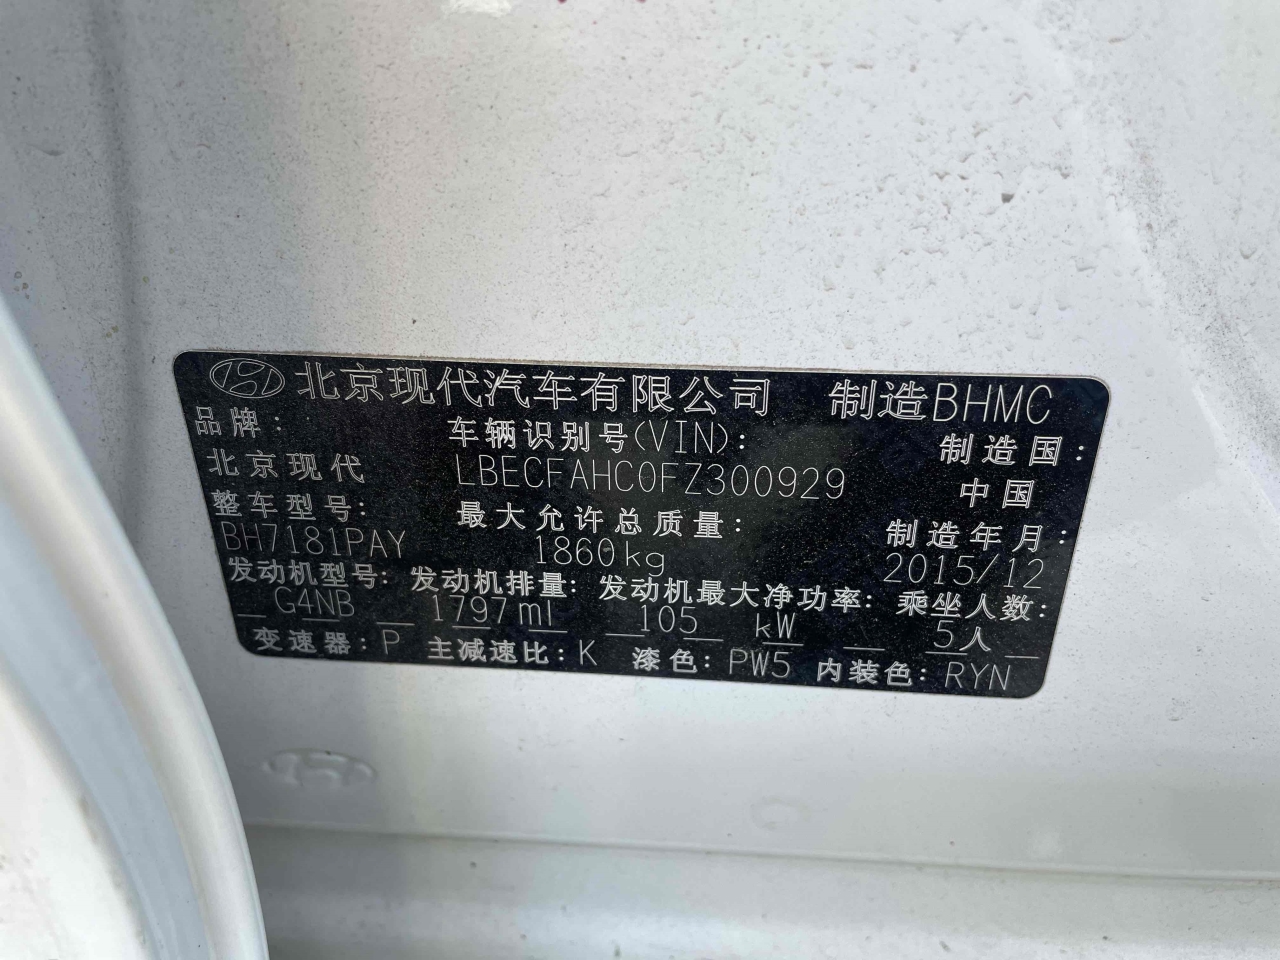 北京现代汽车有限公司 制造BHMC
品牌: 车辆识别号(VIN): 制造国:
北京现代 LBECFAHC0FZ300929 中国
整车型号: 最大允许总质量: 制造年月:
BH7181PAY 1860kg 2015/12
发动机型号: 发动机排量: 发动机最大净功率: 乘坐人数:
G4NB 1797ml 105 kW 5人
变速器: P 主减速比: K 漆色: PW5 内装色: RYN